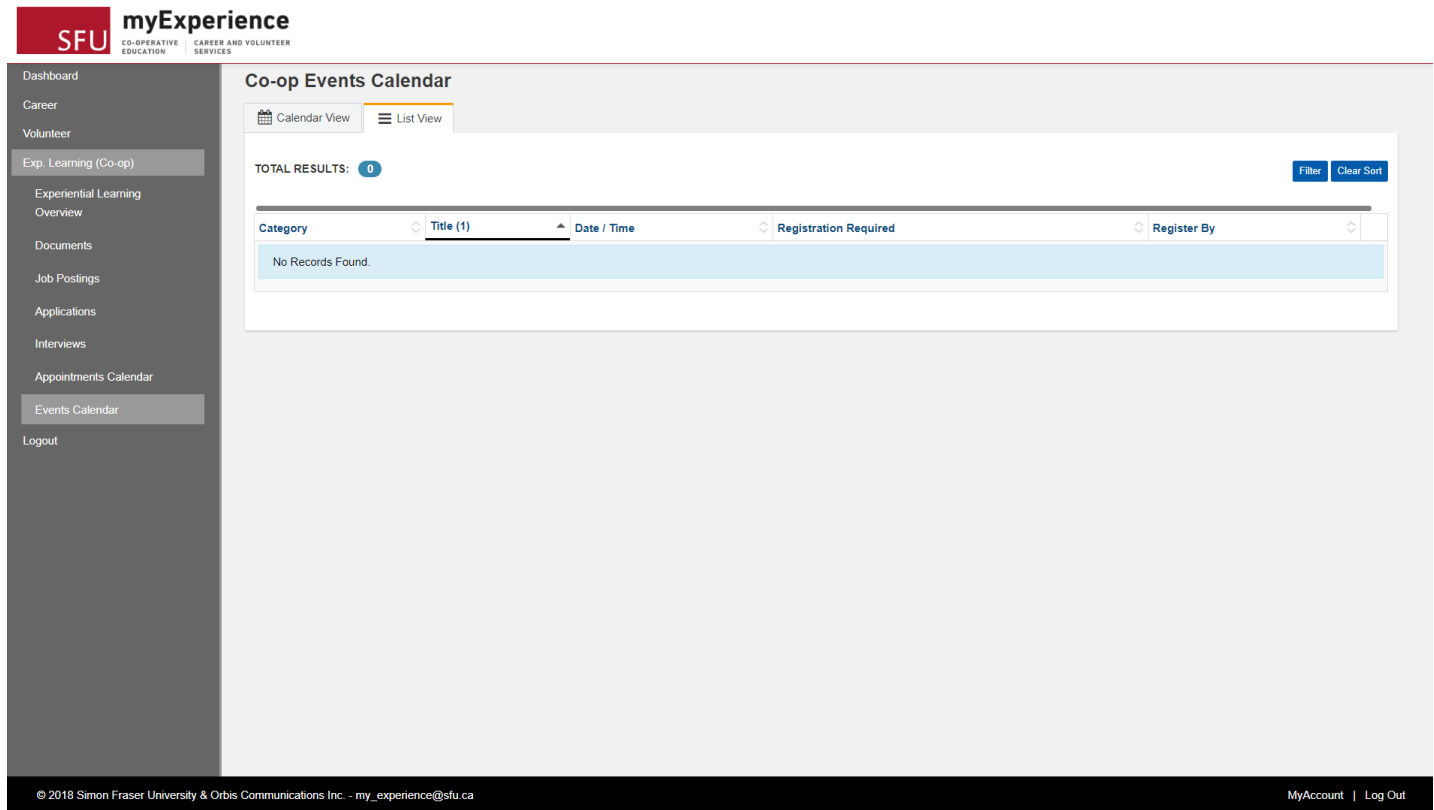 SFU
myExperience
CO-OPERATIVE EDUCATION
CAREER AND VOLUNTEER SERVICES
Dashboard
Career
Volunteer
Exp. Learning (Co-op)
Experiential Learning
Overview
Documents
Job Postings
Applications
Interviews
Appointments Calendar
Events Calendar
Logout
Co-op Events Calendar
Calendar View
List View
TOTAL RESULTS: 0
Filter
Clear Sort
Category
Title (1)
Date / Time
Registration Required
Register By
No Records Found.
© 2018 Simon Fraser University & Orbis Communications Inc. - my_experience@sfu.ca
MyAccount | Log Out